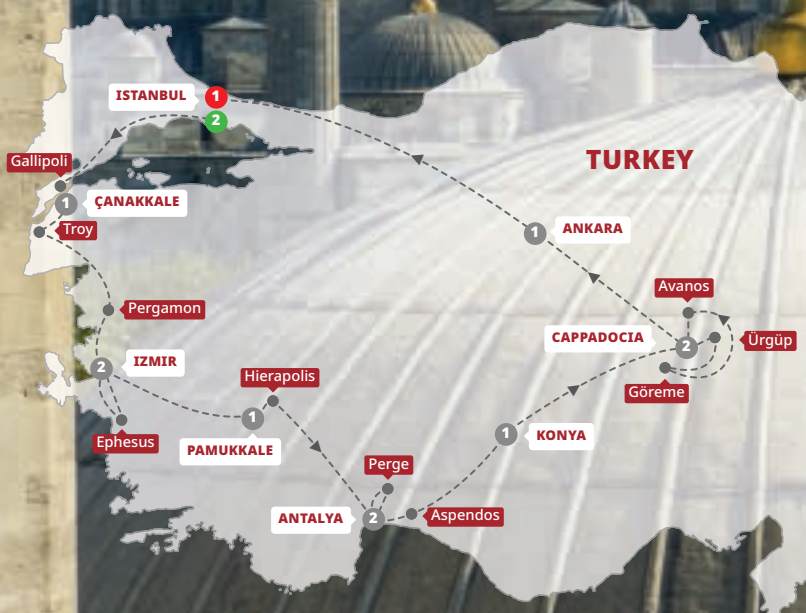 ISTANBUL
1
2
TURKEY
Gallipoli
1
ÇANAKKALE
Troy
1
ANKARA
Avanos
Pergamon
CAPPADOCIA
2
Ürgüp
2
IZMIR
Hierapolis
Göreme
1
Ephesus
PAMUKKALE
1
KONYA
Perge
ANTALYA
2
Aspendos